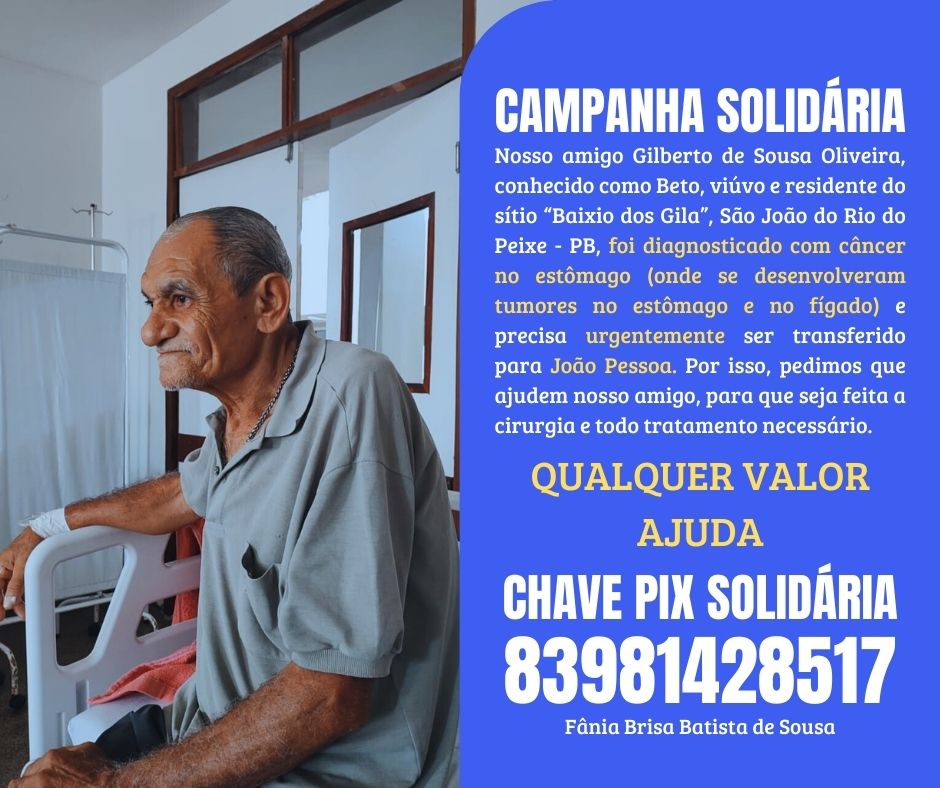 CAMPANHA SOLIDÁRIA
Nosso amigo Gilberto de Sousa Oliveira,
conhecido como Beto, viúvo e residente do
sítio “Baixio dos Gila”, São João do Rio do
Peixe - PB, foi diagnosticado com câncer
no estômago (onde se desenvolveram
tumores no estômago e no fígado) e
precisa urgentemente ser transferido
para João Pessoa. Por isso, pedimos que
ajudem nosso amigo, para que seja feita a
cirurgia e todo tratamento necessário.
QUALQUER VALOR
AJUDA
CHAVE PIX SOLIDÁRIA
83981428517
Fânia Brisa Batista de Sousa